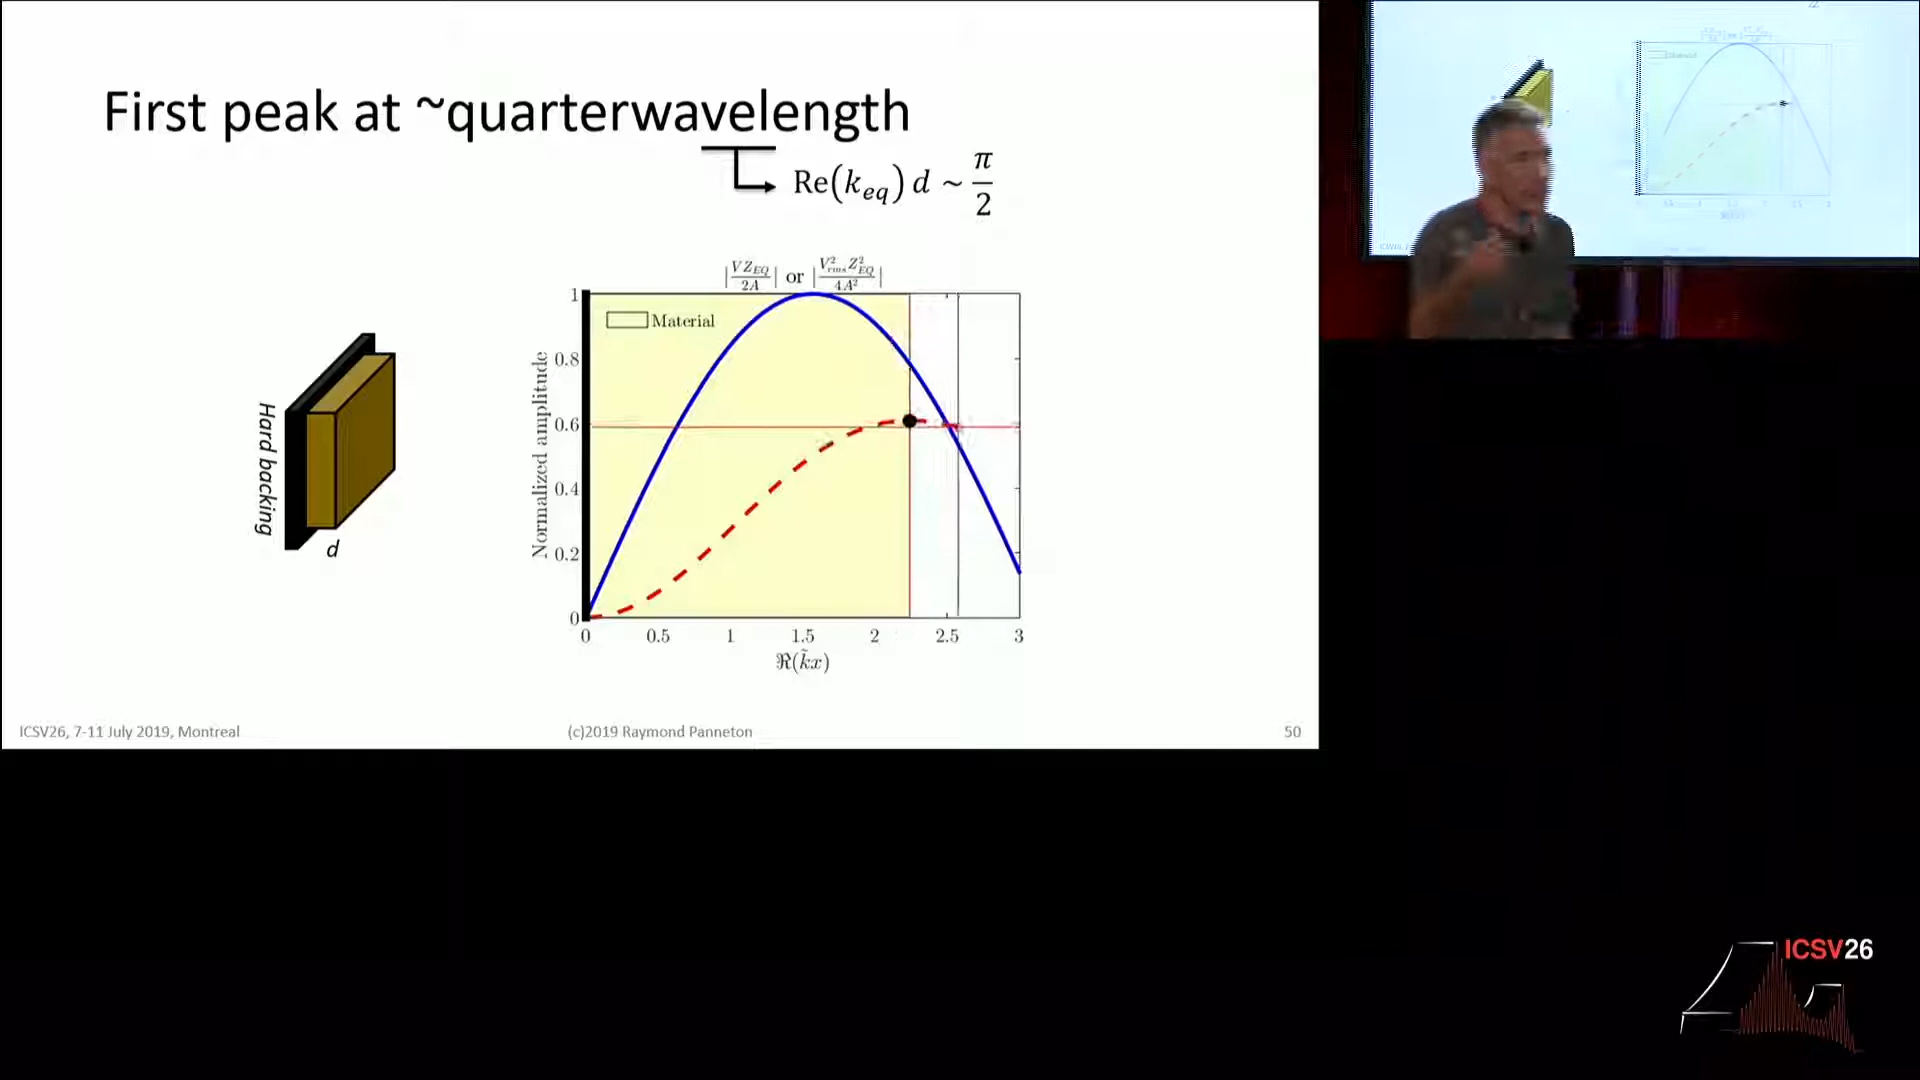 First peak at ~quarterwavelength
Re(k_eq) d ~ π/2
|VZ_EQ/2A| or |V²_rms Z²_EQ/4A²|
Material
Normalized amplitude
1
0.8
0.6
0.4
0.2
0
0 0.5 1 1.5 2 2.5 3
ℜ(k̃x)
Hard backing
d
ICSV26, 7-11 July 2019, Montreal
(c)2019 Raymond Panneton
50
ICSV26